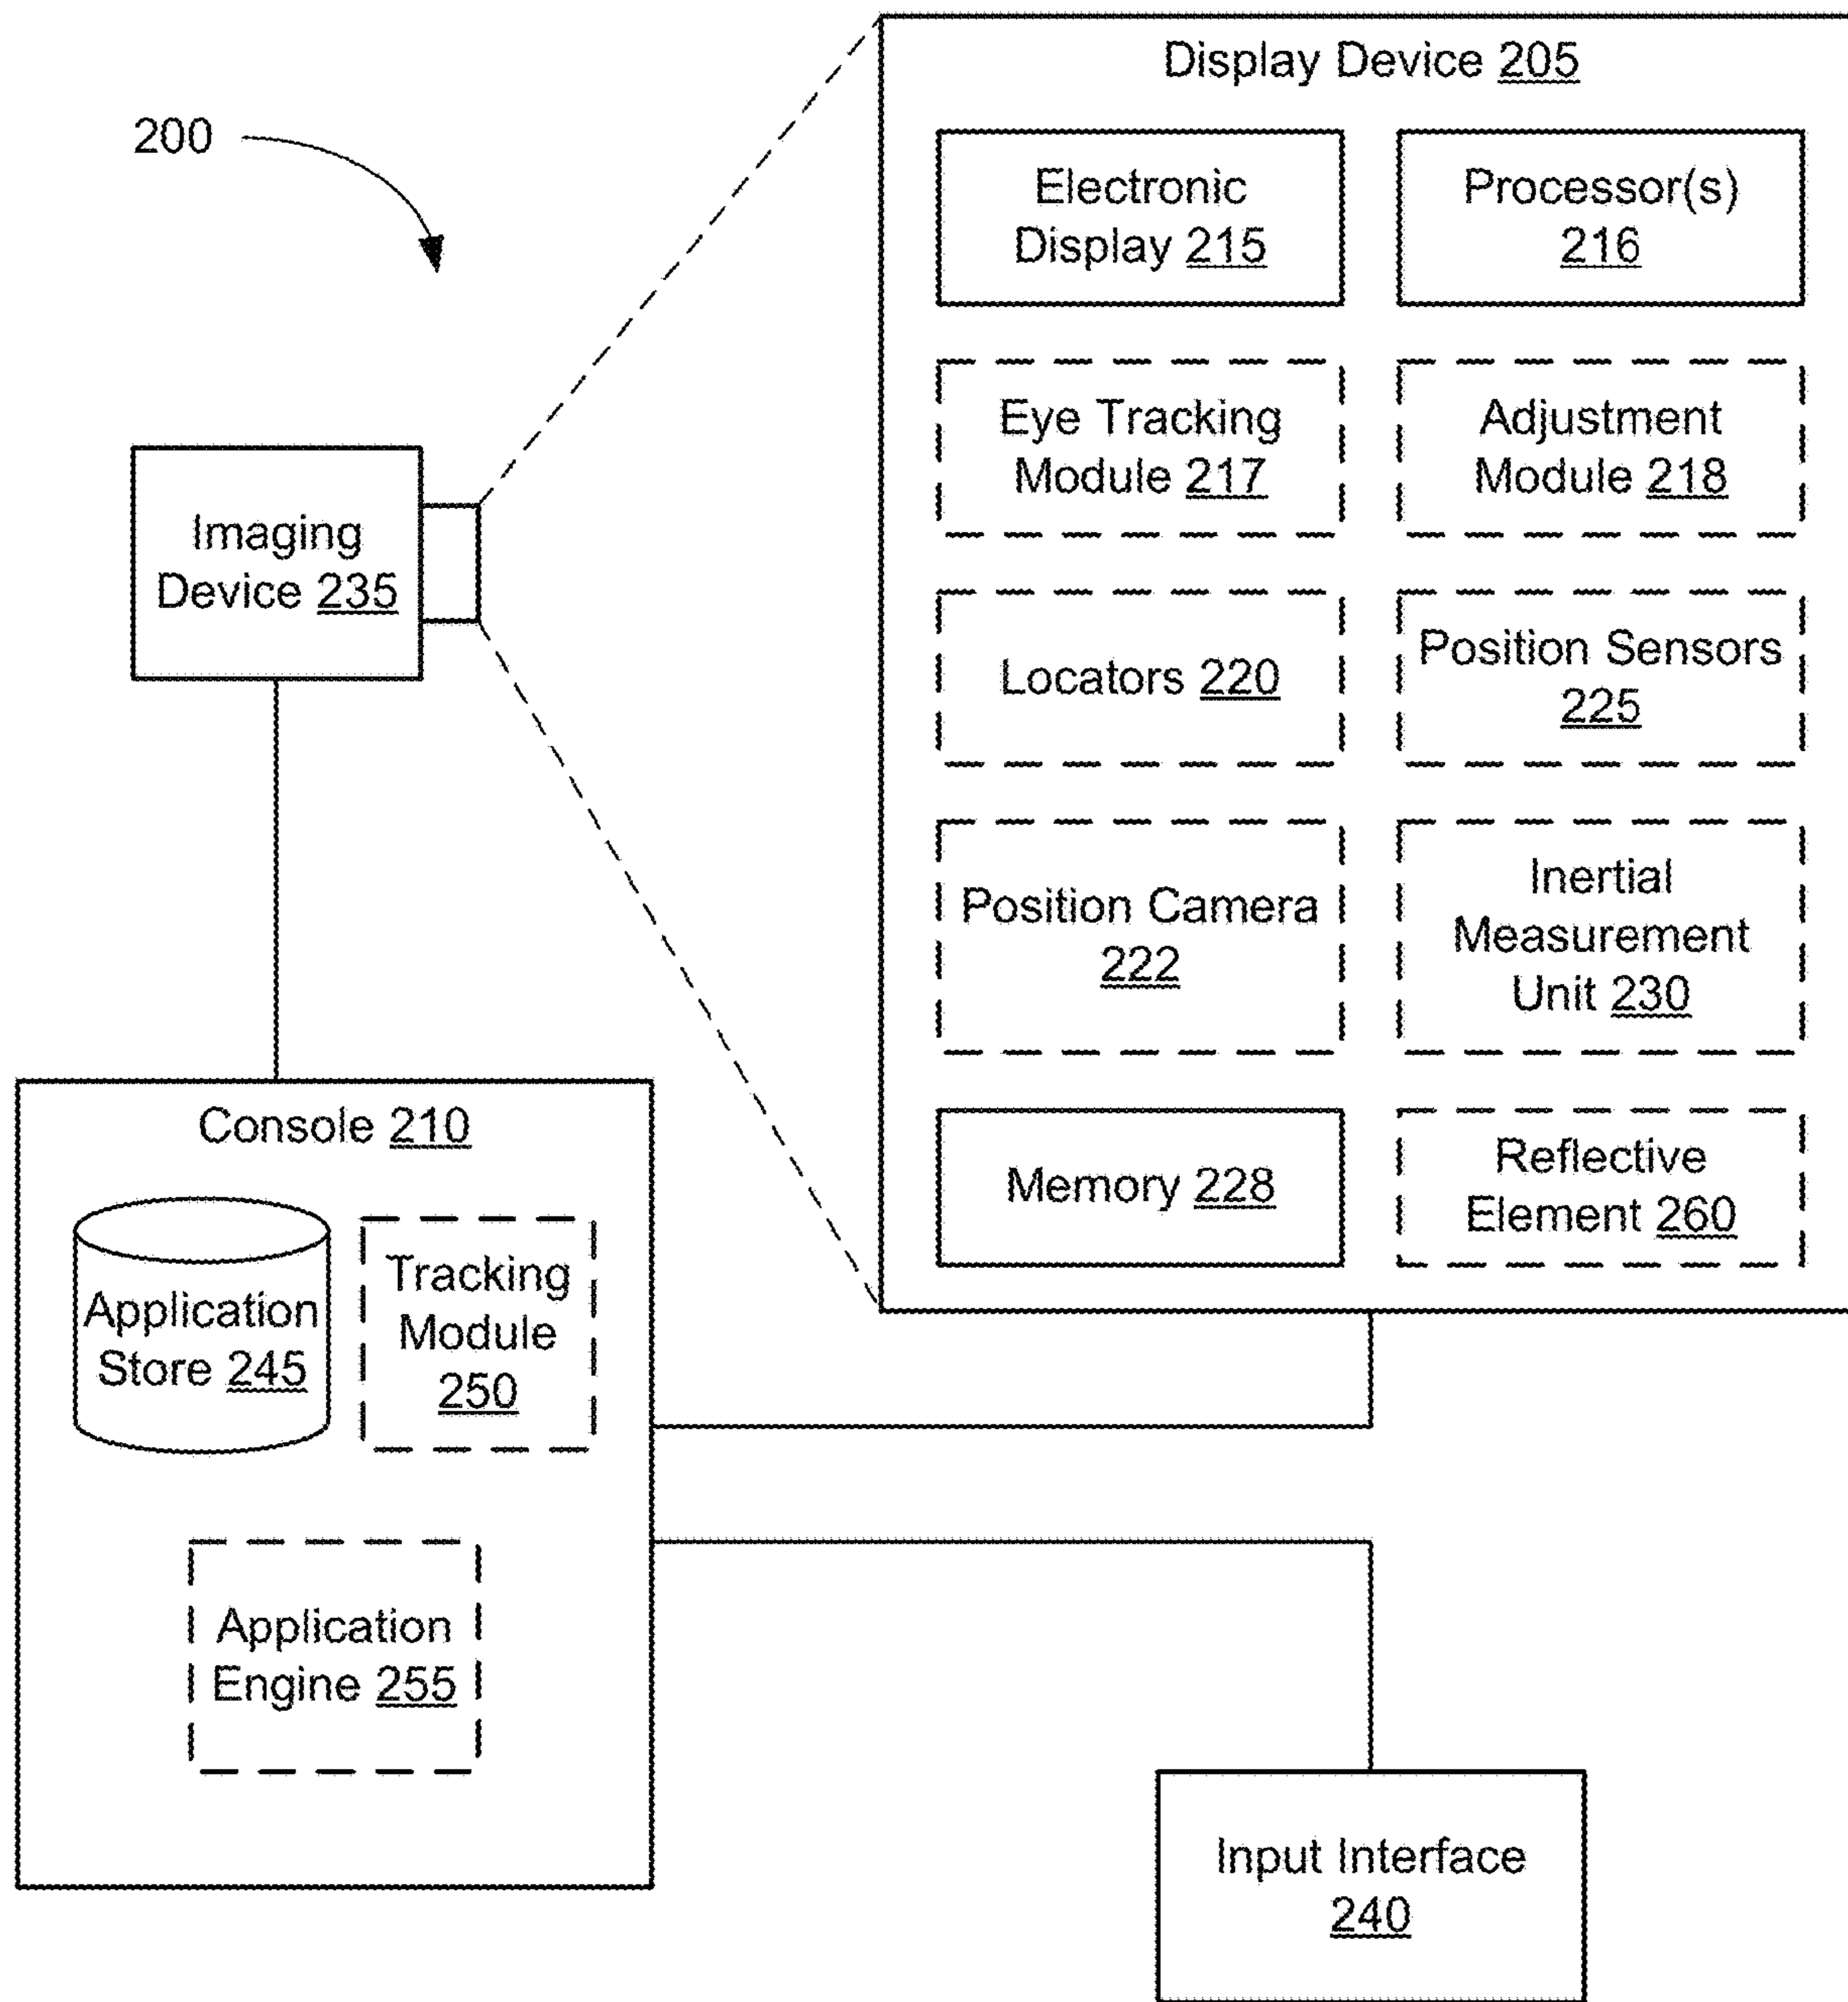 200
Display Device 205
Electronic
Display 215
Processor(s)
216
Eye Tracking
Module 217
Adjustment
Module 218
Imaging
Device 235
Locators 220
Position Sensors
225
Position Camera
222
Inertial
Measurement
Unit 230
Memory 228
Reflective
Element 260
Console 210
Application
Store 245
Tracking
Module
250
Application
Engine 255
Input Interface
240